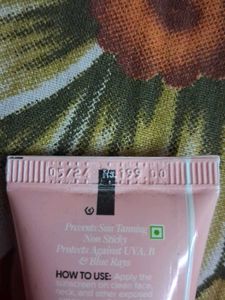 05/27 Rs.199.00
Prevents Sun Tanning
Non Sticky
Protects Against UVA, B
& Blue Rays
HOW TO USE: Apply the
sunscreen on clean face,
neck, and other exposed